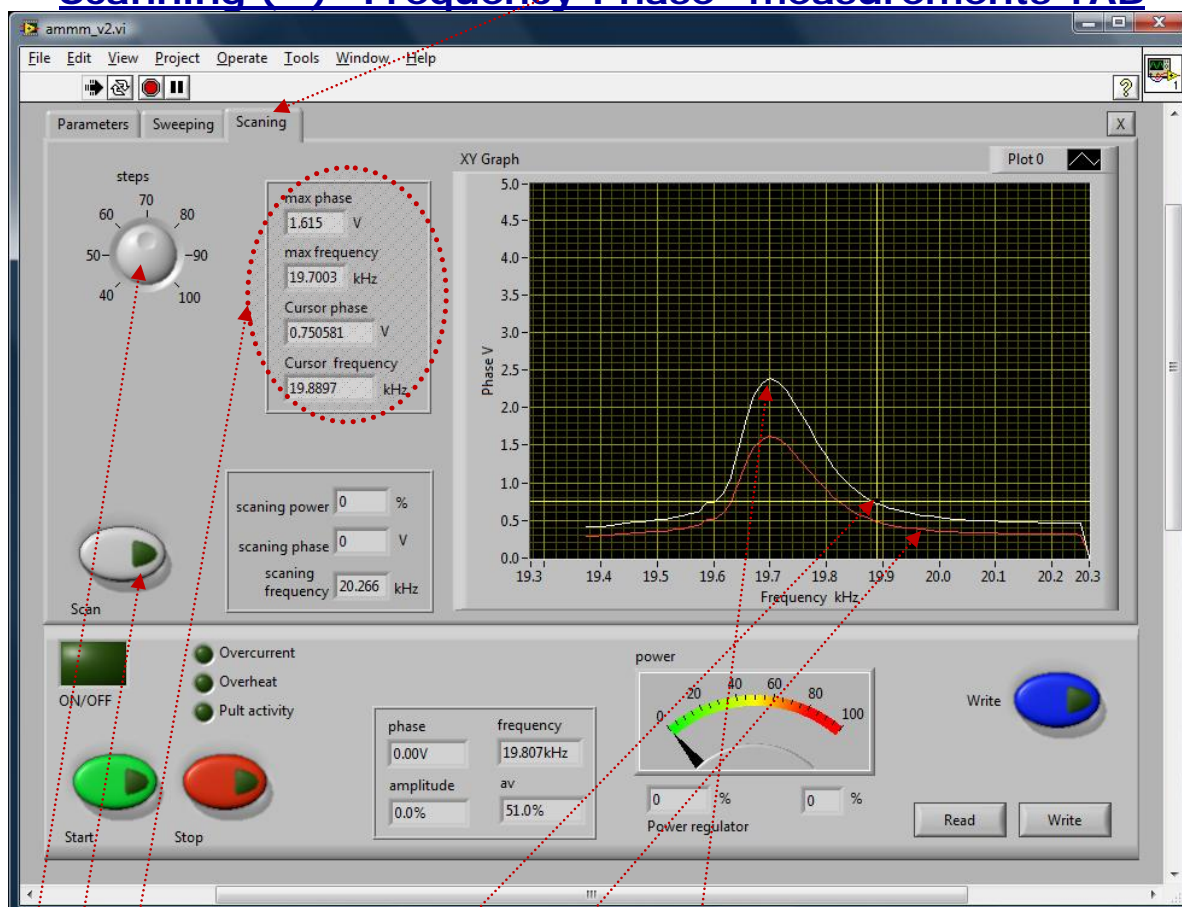 ammm_v2.vi
File Edit View Project Operate Tools Window Help
1
Parameters Sweeping Scaning
X
steps
40
50
60
70
80
90
100
max phase
1.615 V
max frequency
19.7003 kHz
Cursor phase
0.750581 V
Cursor frequency
19.8897 kHz
XY Graph
Plot 0
Phase V
5.0
4.5
4.0
3.5
3.0
2.5
2.0
1.5
1.0
0.5
0.0
19.3 19.4 19.5 19.6 19.7 19.8 19.9 20.0 20.1 20.2 20.3
Frequency kHz
scaning power 0 %
scaning phase 0 V
scaning
frequency 20.266 kHz
Scan
ON/OFF
Overcurrent
Overheat
Pult activity
Start
Stop
phase
0.00V
frequency
19.807kHz
amplitude
0.0%
av
51.0%
power
0 20 40 60 80 100
0 %
0 %
Power regulator
Write
Read Write